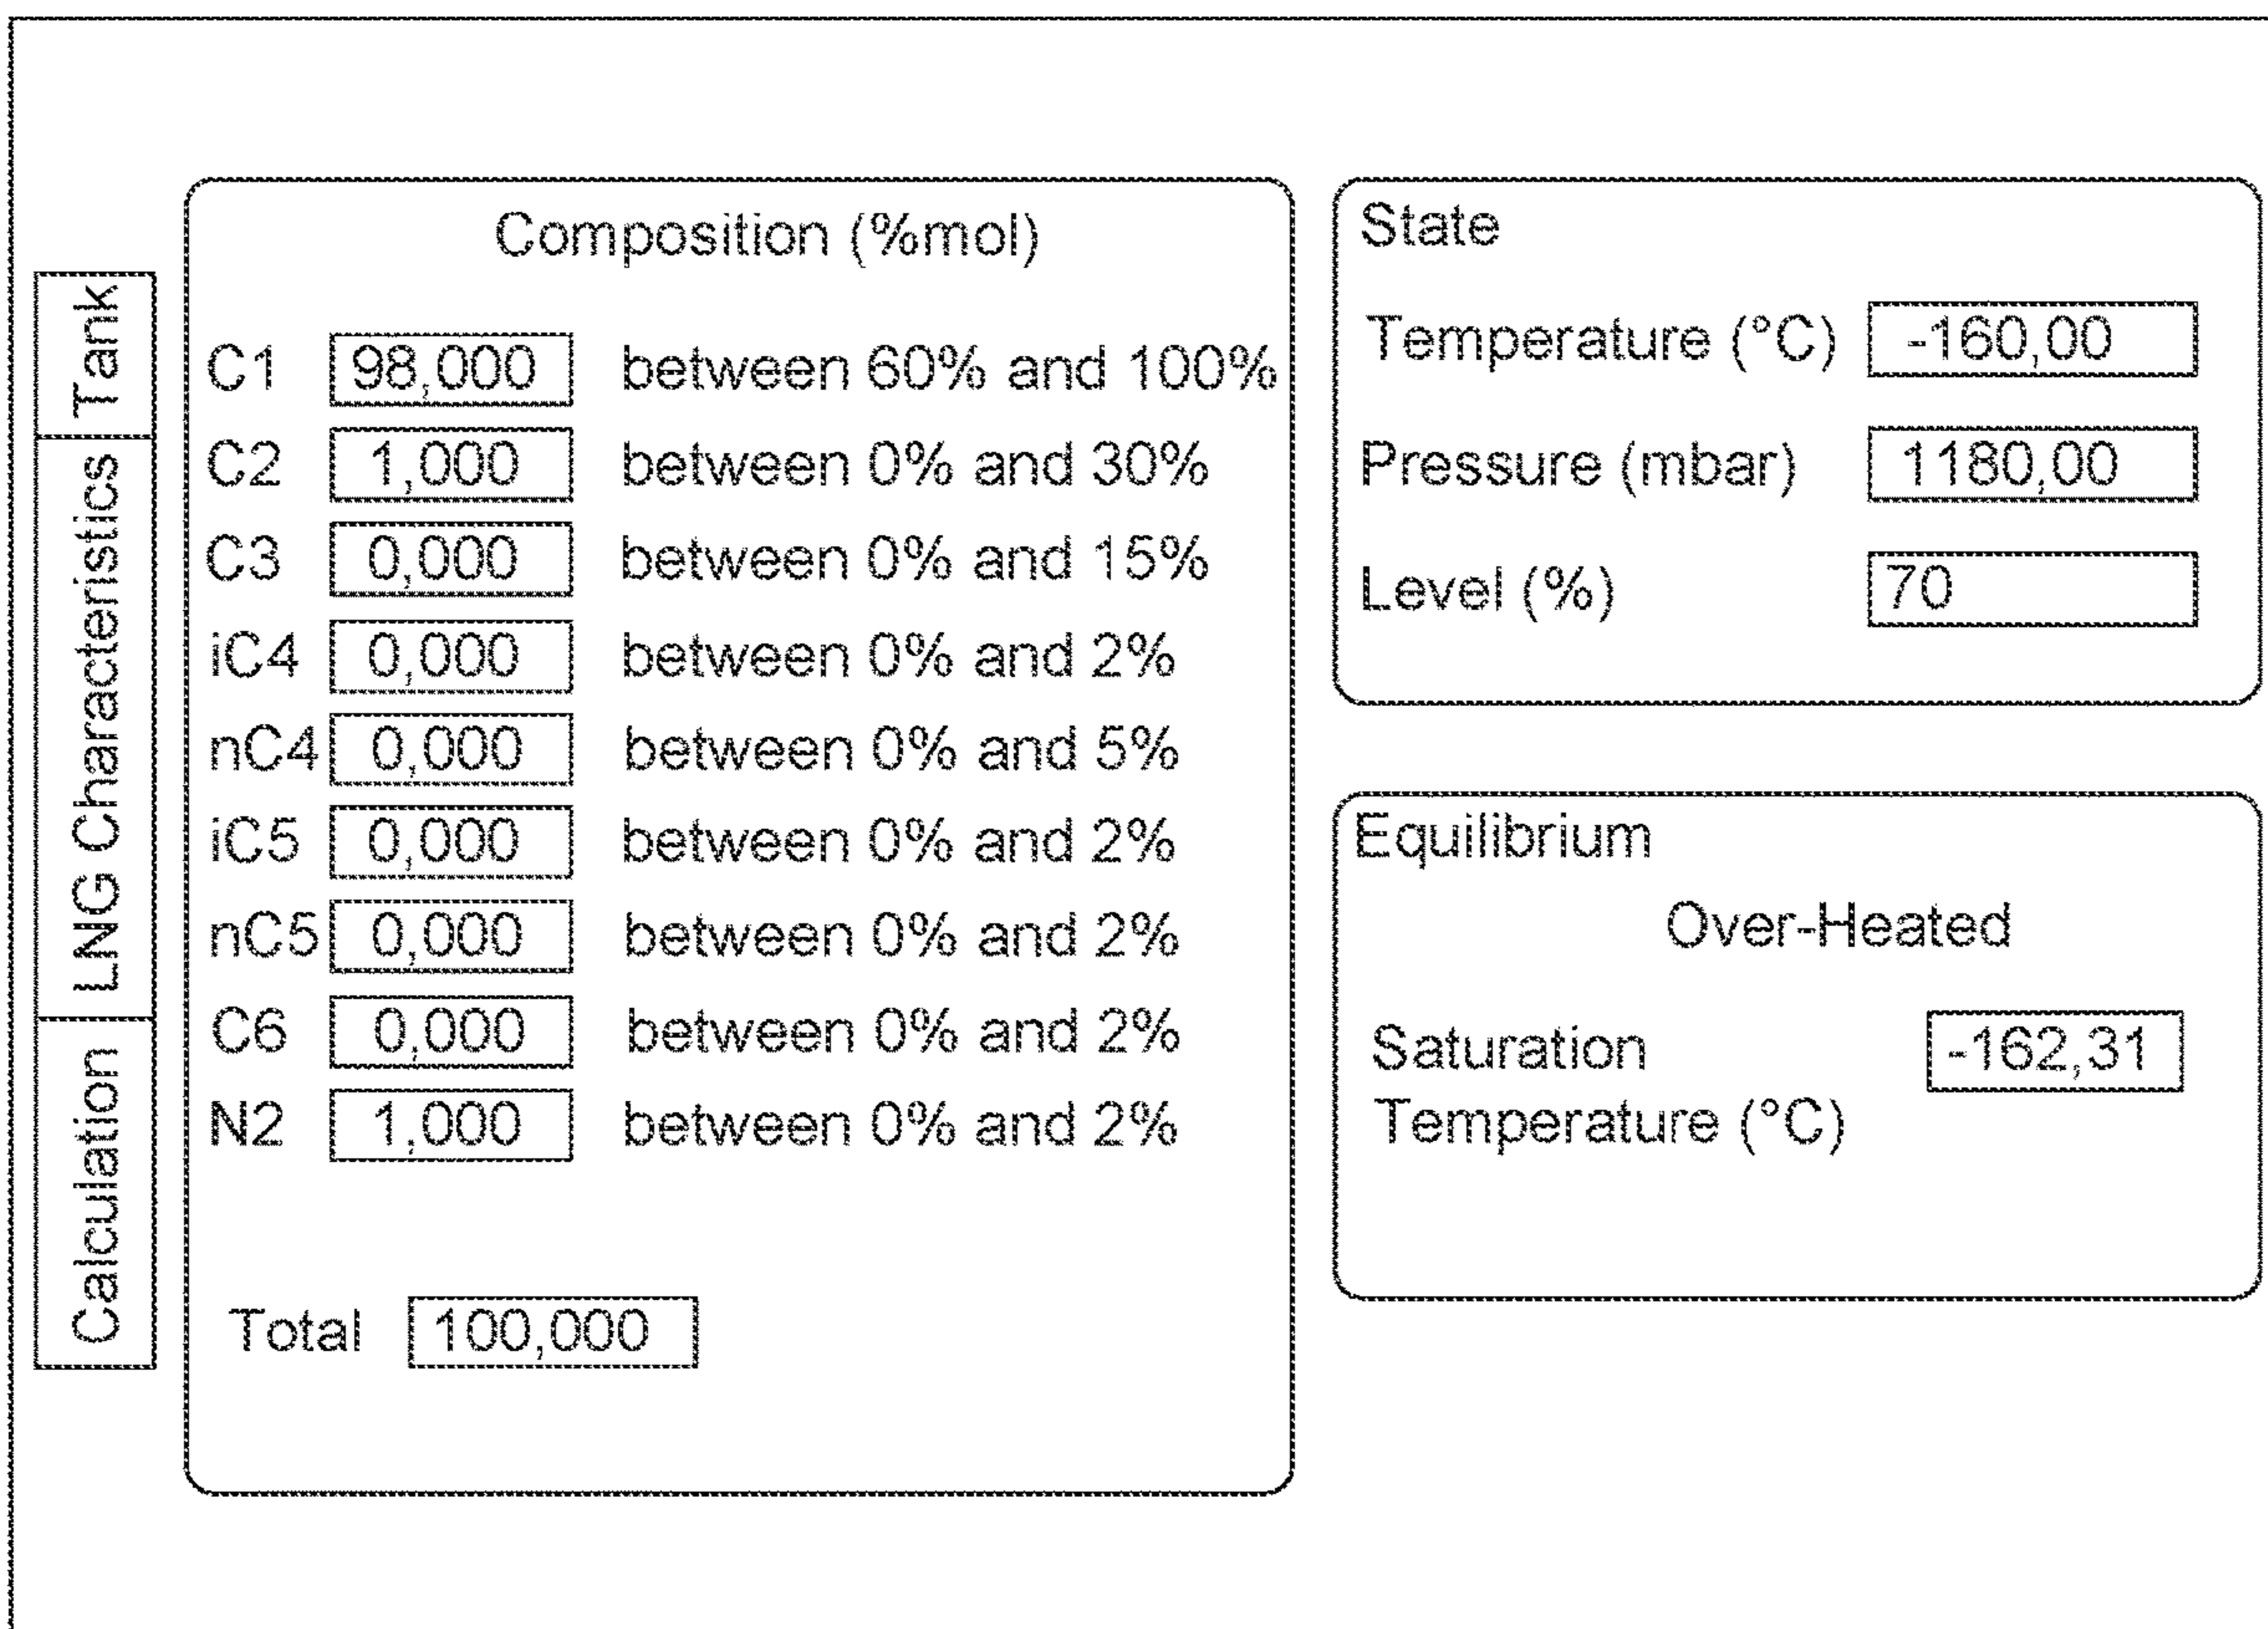 Tank
LNG Characteristics
Calculation
Composition (%mol)
C1 98,000 between 60% and 100%
C2 1,000 between 0% and 30%
C3 0,000 between 0% and 15%
iC4 0,000 between 0% and 2%
nC4 0,000 between 0% and 5%
iC5 0,000 between 0% and 2%
nC5 0,000 between 0% and 2%
C6 0,000 between 0% and 2%
N2 1,000 between 0% and 2%
Total 100,000
State
Temperature (°C) -160,00
Pressure (mbar) 1180,00
Level (%) 70
Equilibrium
Over-Heated
Saturation -162,31
Temperature (°C)